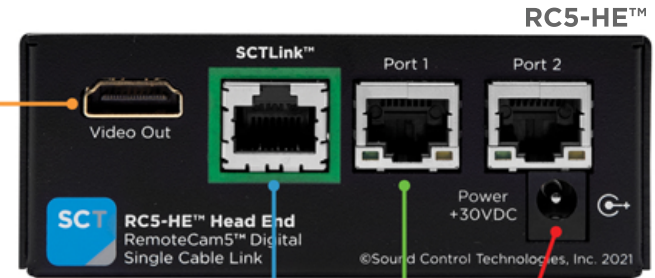 RC5-HE™
SCTLink™
Port 1
Port 2
Video Out
Power
+30VDC
SCT
RC5-HE™ Head End
RemoteCam5™ Digital
Single Cable Link
©Sound Control Technologies, Inc. 2021